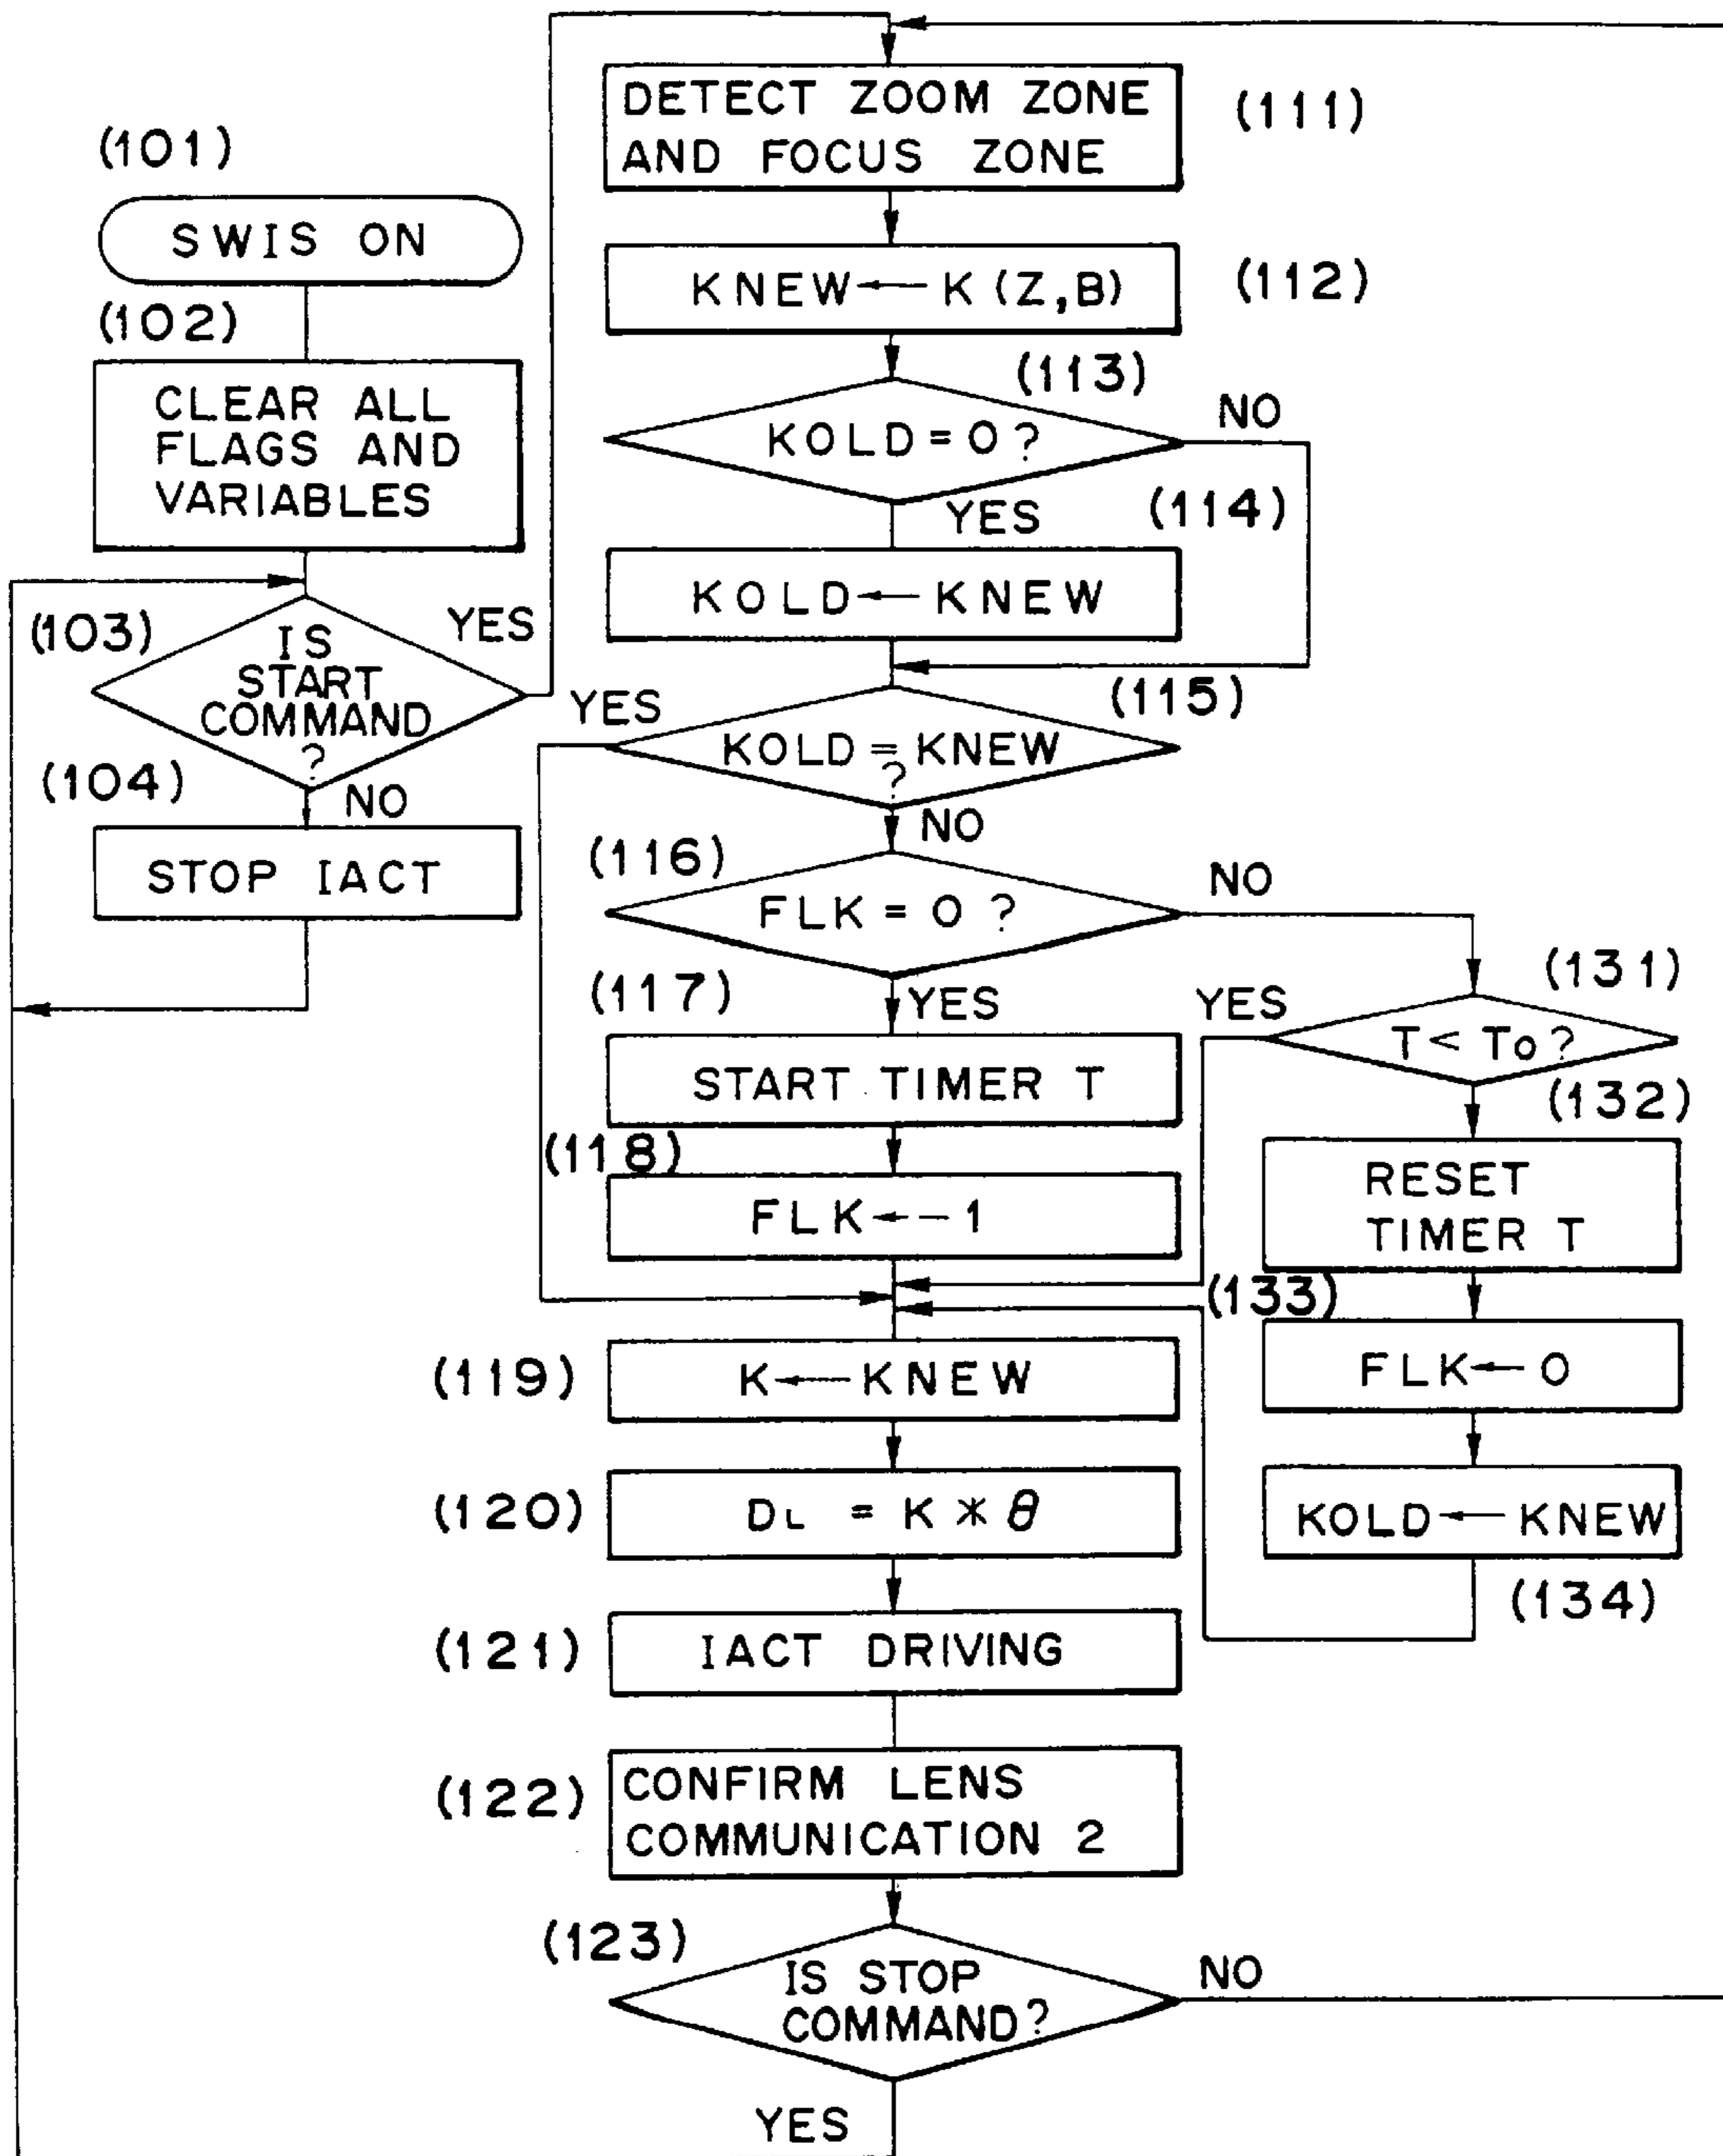 (101)
SWIS ON
(102)
CLEAR ALL
FLAGS AND
VARIABLES
(103)
IS
START
COMMAND
?
YES
(104)
NO
STOP IACT
DETECT ZOOM ZONE
AND FOCUS ZONE
(111)
KNEW ← K (Z,B)
(112)
(113)
KOLD = 0 ?
NO
YES
(114)
KOLD ← KNEW
(115)
YES
KOLD = KNEW
?
NO
(116)
FLK = 0 ?
NO
(117)
YES
START TIMER T
(118)
FLK ← 1
(131)
YES
T < To ?
(132)
RESET
TIMER T
(133)
FLK ← 0
KOLD ← KNEW
(134)
(119)
K ← KNEW
(120)
DL = K * θ
(121)
IACT DRIVING
(122)
CONFIRM LENS
COMMUNICATION 2
(123)
IS STOP
COMMAND?
NO
YES